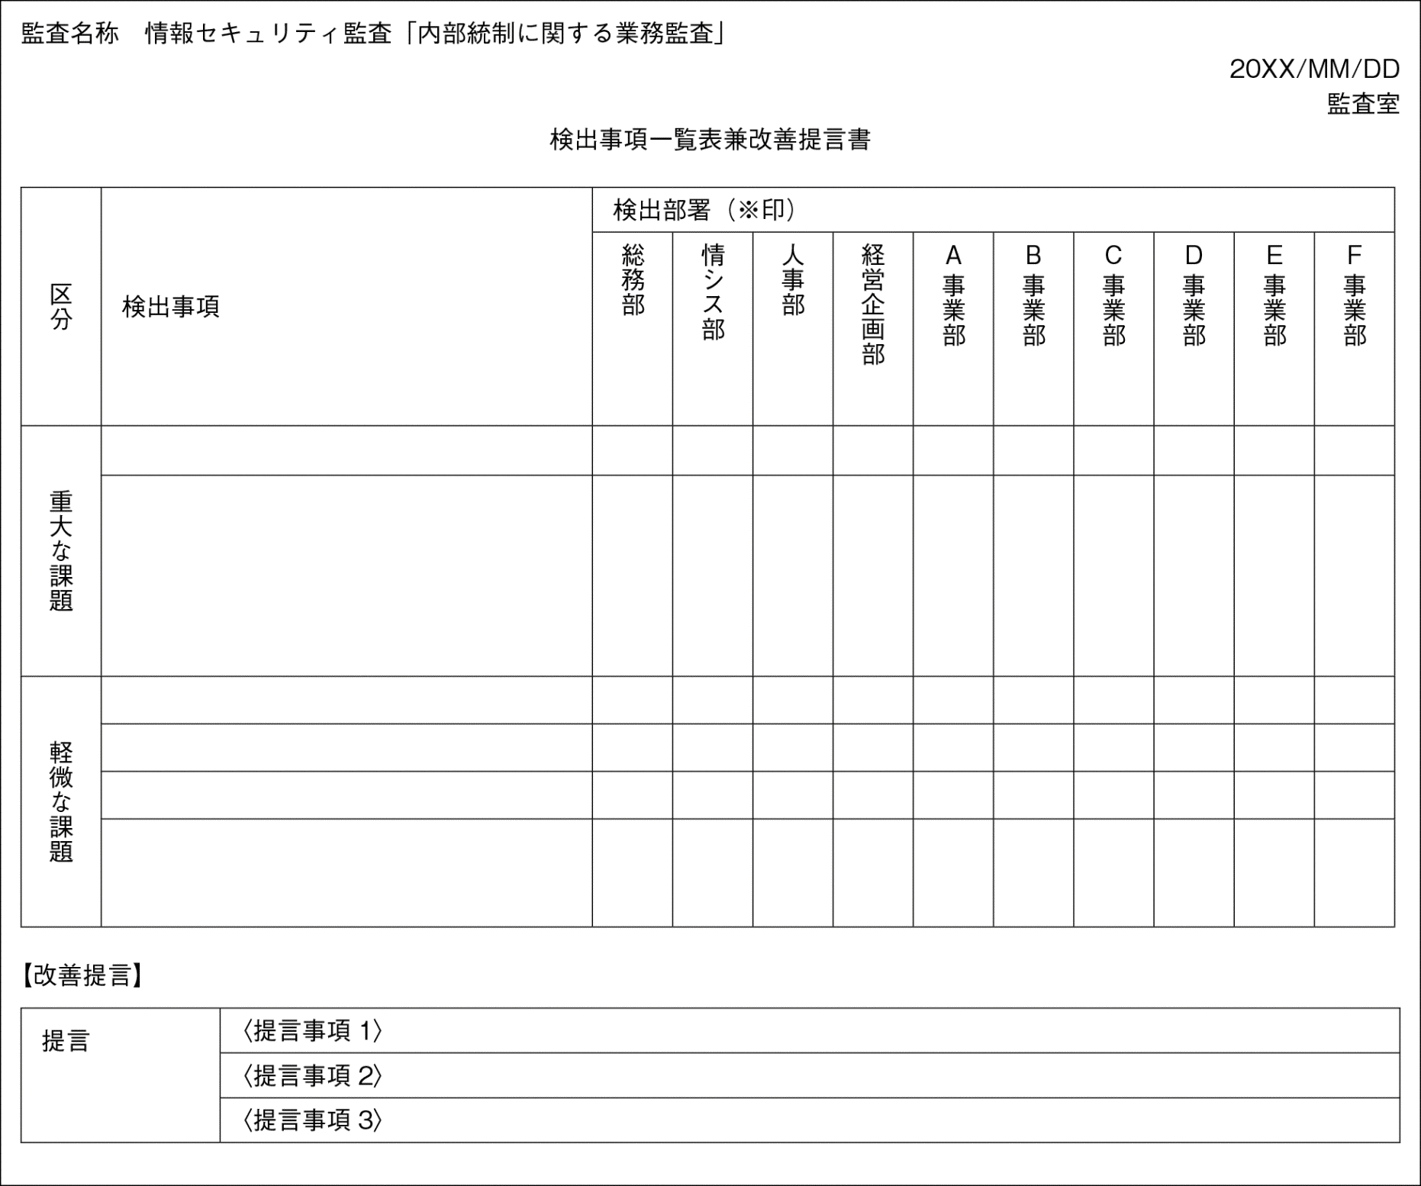 監査名称　情報セキュリティ監査「内部統制に関する業務監査」
20XX/MM/DD
監査室
検出事項一覧表兼改善提言書
区分
検出事項
検出部署（※印）
総務部
情シス部
人事部
経営企画部
A事業部
B事業部
C事業部
D事業部
E事業部
F事業部
重大な課題
軽微な課題
【改善提言】
提言
〈提言事項 1〉
〈提言事項 2〉
〈提言事項 3〉